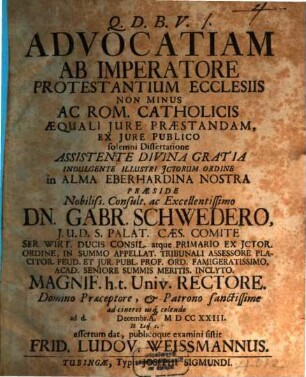 Q. D. B. V. !.
ADVOCATIAM
AB IMPERATORE
PROTESTANTIUM ECCLESIIS
NON MINUS
AC ROM. CATHOLICIS
ÆQUALI JURE PRÆSTANDAM,
EX JURE PUBLICO
solemni Dissertatione
ASSISTENTE DIVINA GRATIA
INDULGENTE ILLUSTRI JCTORUM ORDINE
in ALMA EBERHARDINA NOSTRA
PRÆSIDE
Nobiliss. Consult. ac Excellentissimo
DN. GABR. SCHWEDERO,
J. U. D. S. PALAT. CÆS. COMITE
SER. WIRT. DUCIS CONSIL. atque PRIMARIO EX JCTOR.
ORDINE, IN SUMMO APPELLAT. TRIBUNALI ASSESSORE PLA-
CITOR. FEUD. ET JUR. PUBL. PROF. ORD. FAMIGERATISSIMO,
ACAD. SENIORE SUMMIS MERITIS. INCLYTO.
MAGNIF. h.t. Univ. RECTORE,
Domino Præceptore, & Patrono sanctissime
ad cineres usq; colendo
ad d. Decembr. A. M D CC XXIII.
assertum dat, publicoque examini sistit
FRID. LUDOV. WEISSMANNUS.
TUBINGÆ, JOSEPHI SIGMUNDI.